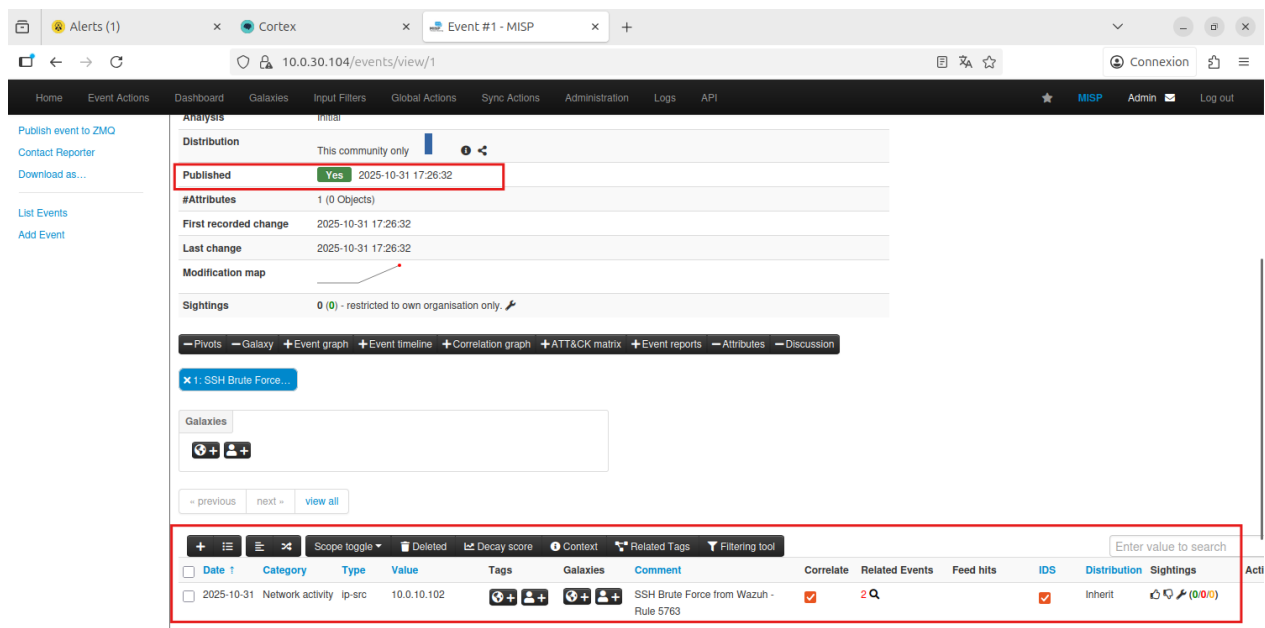 Alerts (1) Cortex Event #1 - MISP
10.0.30.104/events/view/1 Connexion
Home Event Actions Dashboard Galaxies Input Filters Global Actions Sync Actions Administration Logs API MISP Admin Log out
Analysis Initial
Publish event to ZMQ
Contact Reporter
Download as…
List Events
Add Event
Distribution This community only
Published Yes 2025-10-31 17:26:32
#Attributes 1 (0 Objects)
First recorded change 2025-10-31 17:26:32
Last change 2025-10-31 17:26:32
Modification map
Sightings 0 (0) - restricted to own organisation only.
Pivots Galaxy Event graph Event timeline Correlation graph ATT&CK matrix Event reports Attributes Discussion
1: SSH Brute Force...
Galaxies
« previous next » view all
Scope toggle Deleted Decay score Context Related Tags Filtering tool Enter value to search
Date ↑ Category Type Value Tags Galaxies Comment Correlate Related Events Feed hits IDS Distribution Sightings Acti
2025-10-31 Network activity ip-src 10.0.10.102 SSH Brute Force from Wazuh - 2 Inherit (0/0/0)
Rule 5763